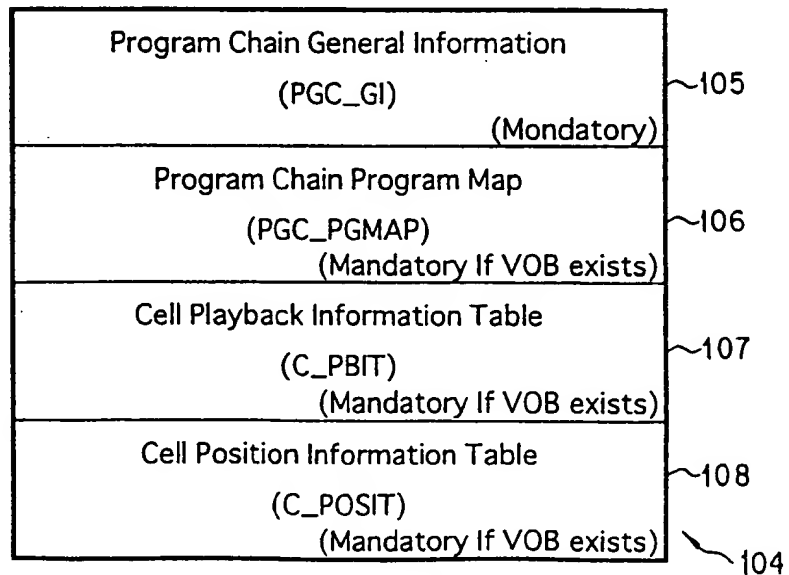 Program Chain General Information
(PGC_GI)
(Mondatory)
105
Program Chain Program Map
(PGC_PGMAP)
(Mandatory If VOB exists)
106
Cell Playback Information Table
(C_PBIT)
(Mandatory If VOB exists)
107
Cell Position Information Table
(C_POSIT)
(Mandatory If VOB exists)
108
104